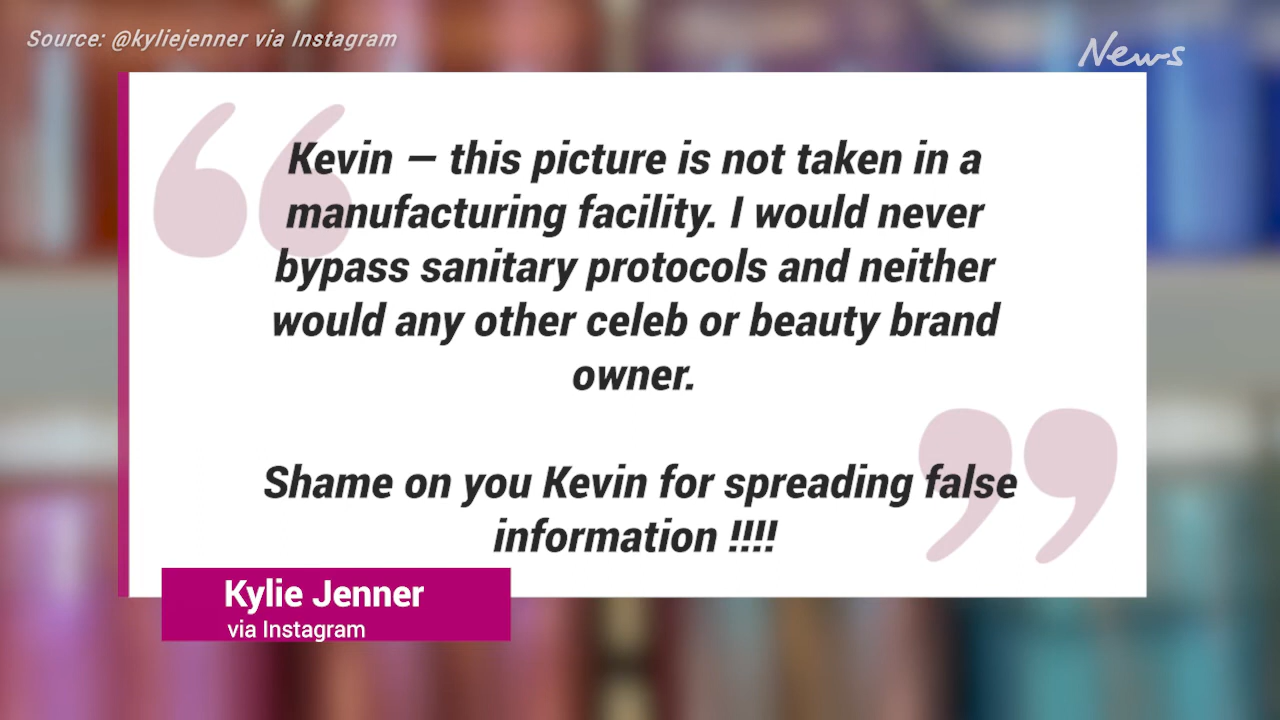 Source: @kyliejenner via Instagram
News
Kevin — this picture is not taken in a
manufacturing facility. I would never
bypass sanitary protocols and neither
would any other celeb or beauty brand
owner.
Shame on you Kevin for spreading false
information !!!!
Kylie Jenner
via Instagram